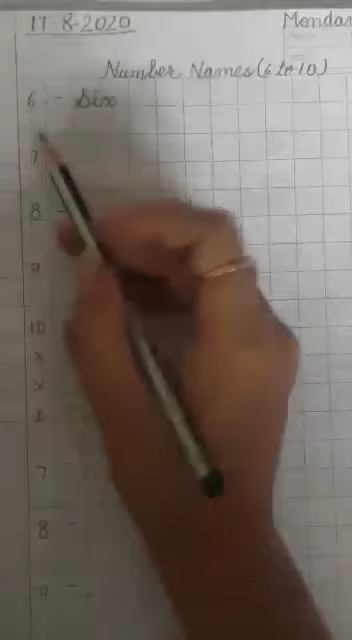 17-8-2020 Monday
Number Names (6 to 10)
6 - Six
7
8 -
9
10
x
x
6
7 -
8 -
9 -